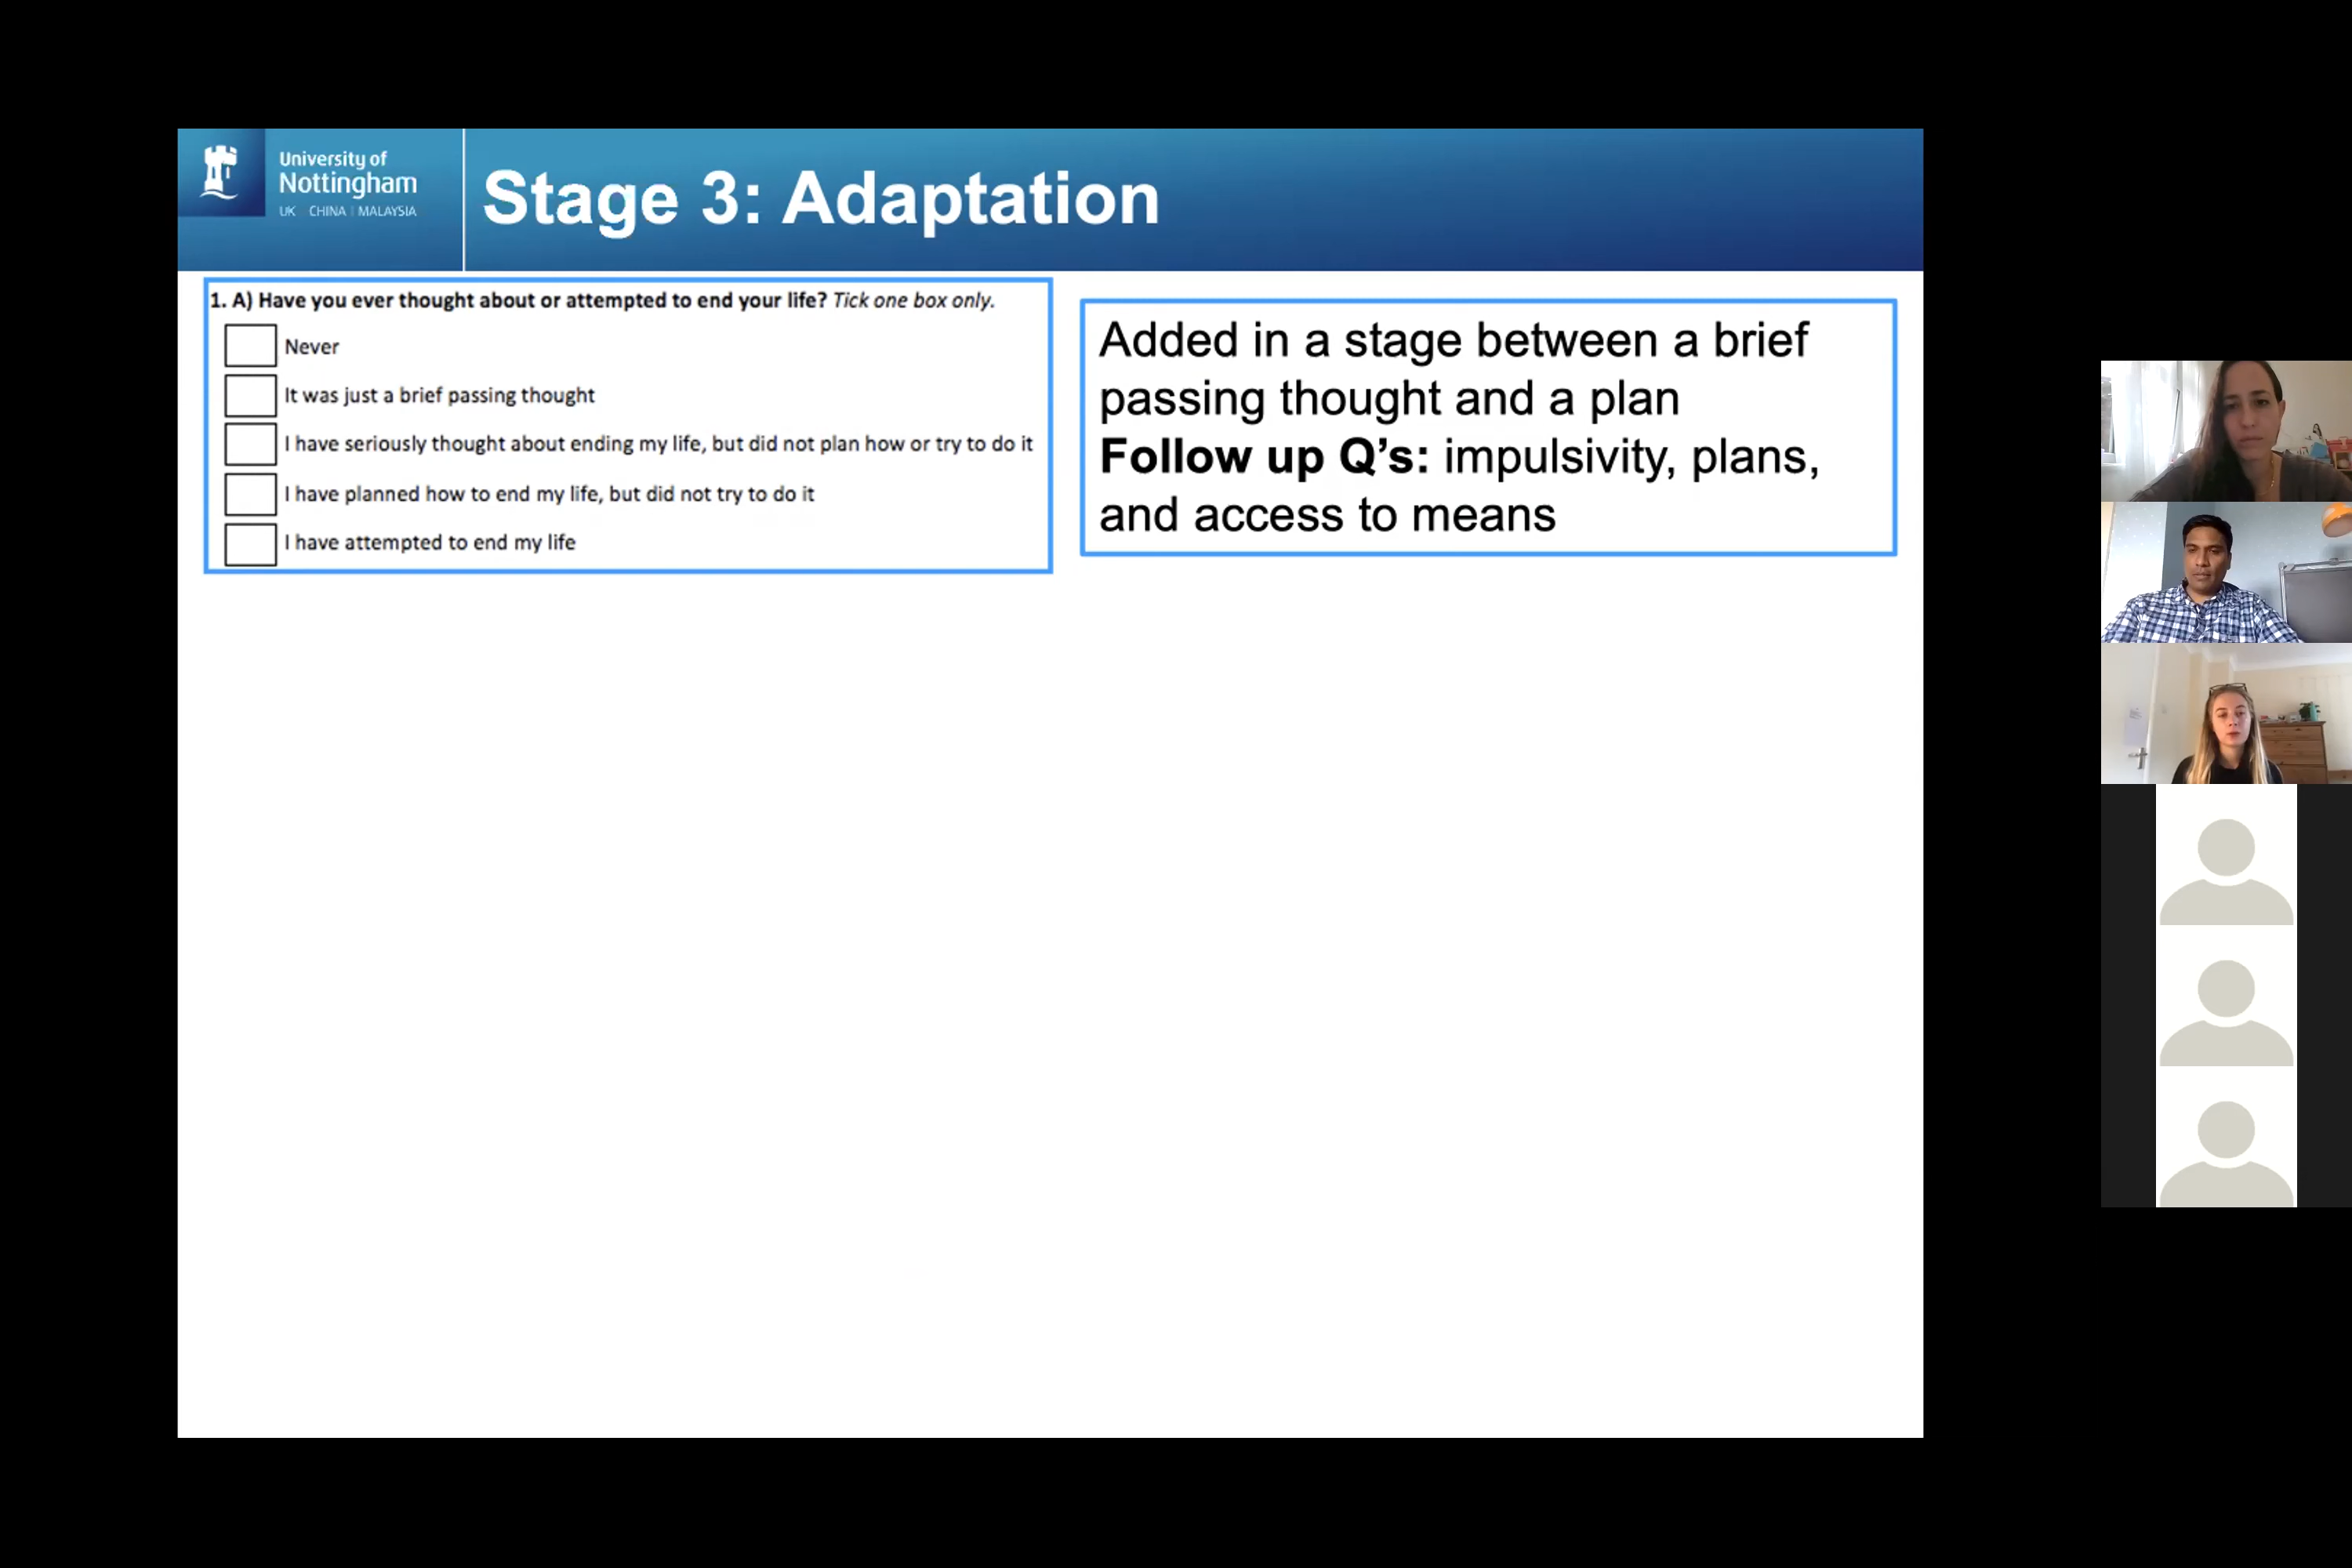 University of
Nottingham
UK CHINA | MALAYSIA
Stage 3: Adaptation
1. A) Have you ever thought about or attempted to end your life? Tick one box only.
Never
It was just a brief passing thought
I have seriously thought about ending my life, but did not plan how or try to do it
I have planned how to end my life, but did not try to do it
I have attempted to end my life
Added in a stage between a brief
passing thought and a plan
Follow up Q’s: impulsivity, plans,
and access to means